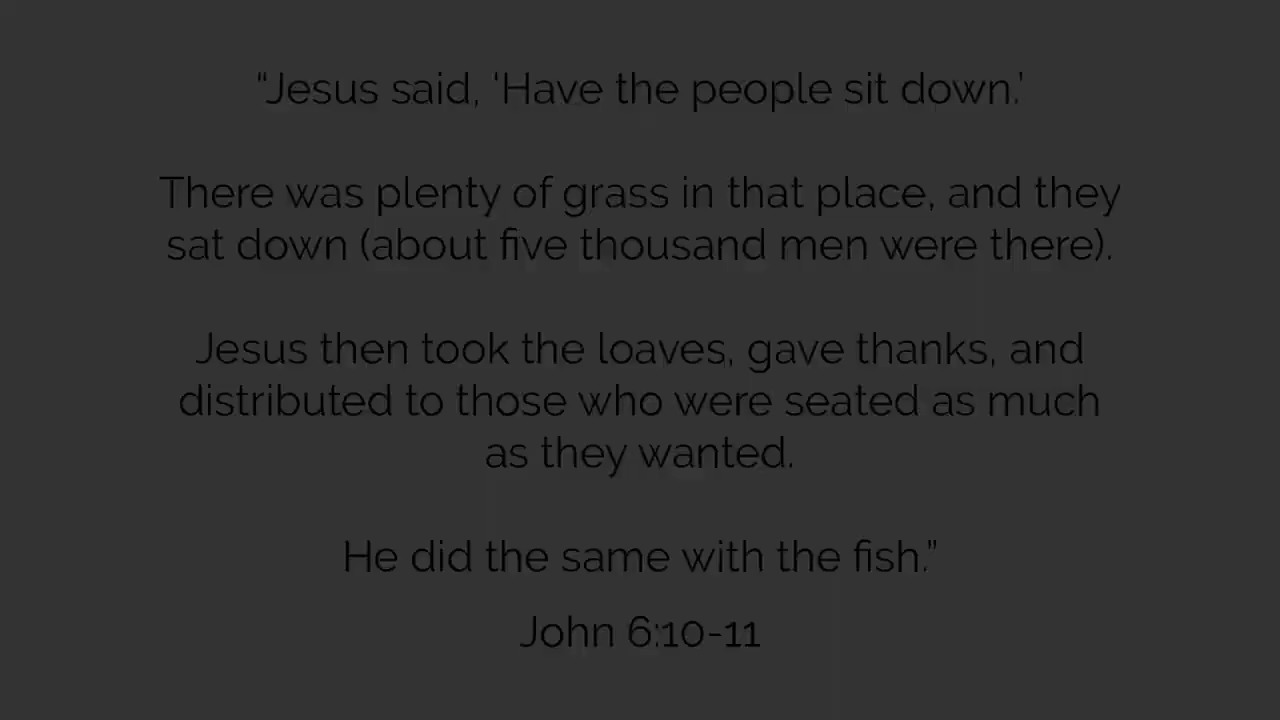 “Jesus said, ‘Have the people sit down.’
There was plenty of grass in that place, and they
sat down (about five thousand men were there).
Jesus then took the loaves, gave thanks, and
distributed to those who were seated as much
as they wanted.
He did the same with the fish.”
John 6:10-11